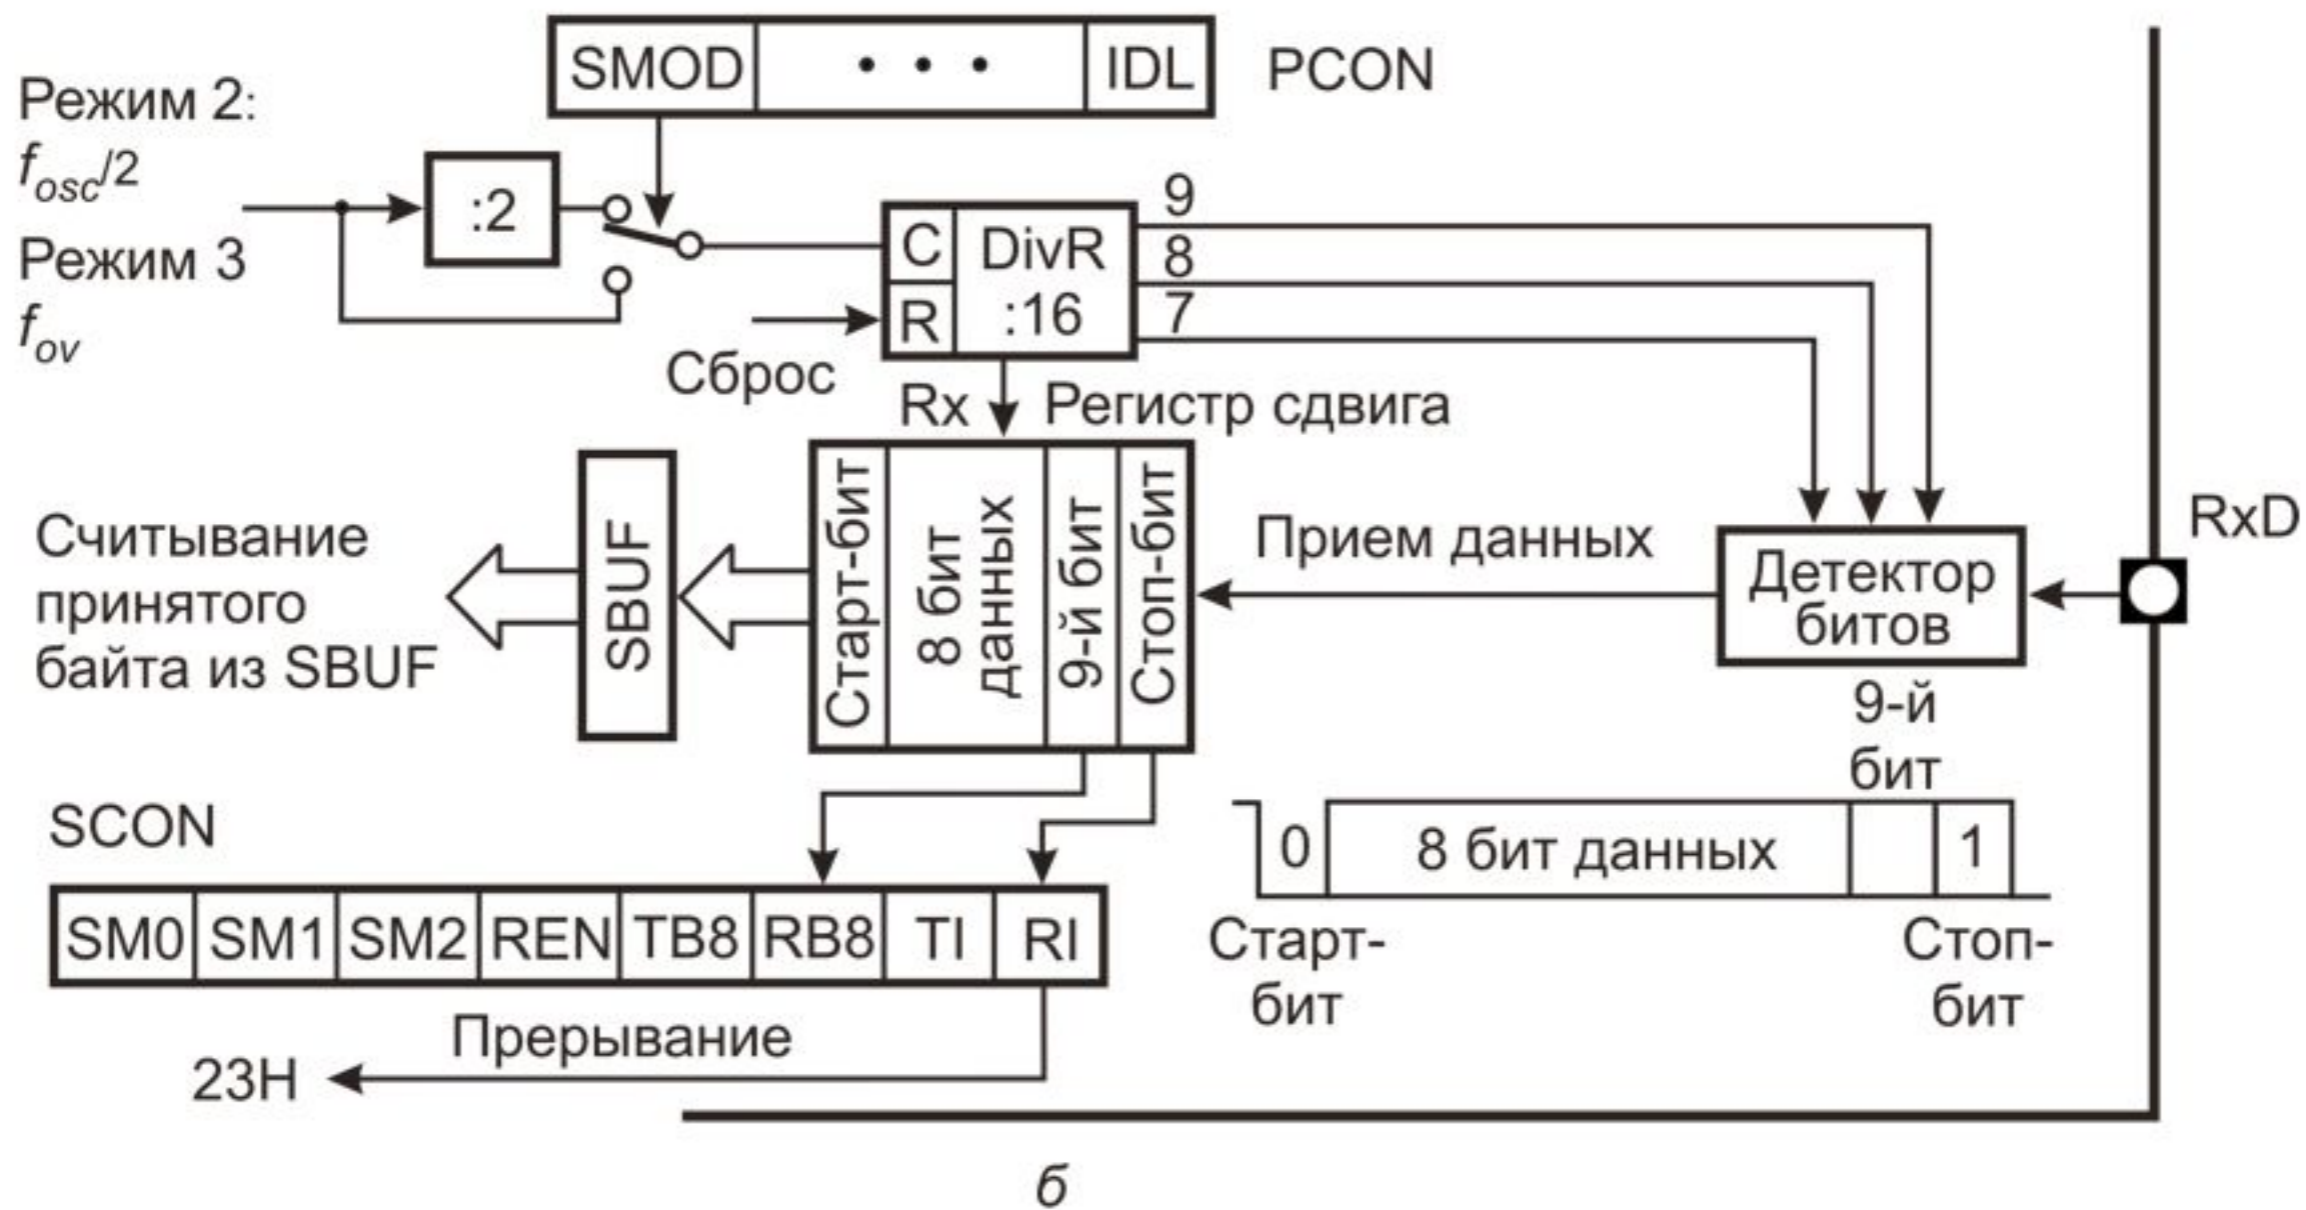 SMOD • • • IDL PCON
Режим 2:
fosc/2
:2
Режим 3
fov
C DivR
R :16
9
8
7
Сброс
Rx Регистр сдвига
Считывание
принятого
байта из SBUF
SBUF
Старт-бит
8 бит
данных
9-й бит
Стоп-бит
Прием данных
Детектор
битов
RxD
9-й
бит
0 8 бит данных 1
Старт-
бит
Стоп-
бит
SCON
SM0 SM1 SM2 REN TB8 RB8 TI RI
Прерывание
23H
б